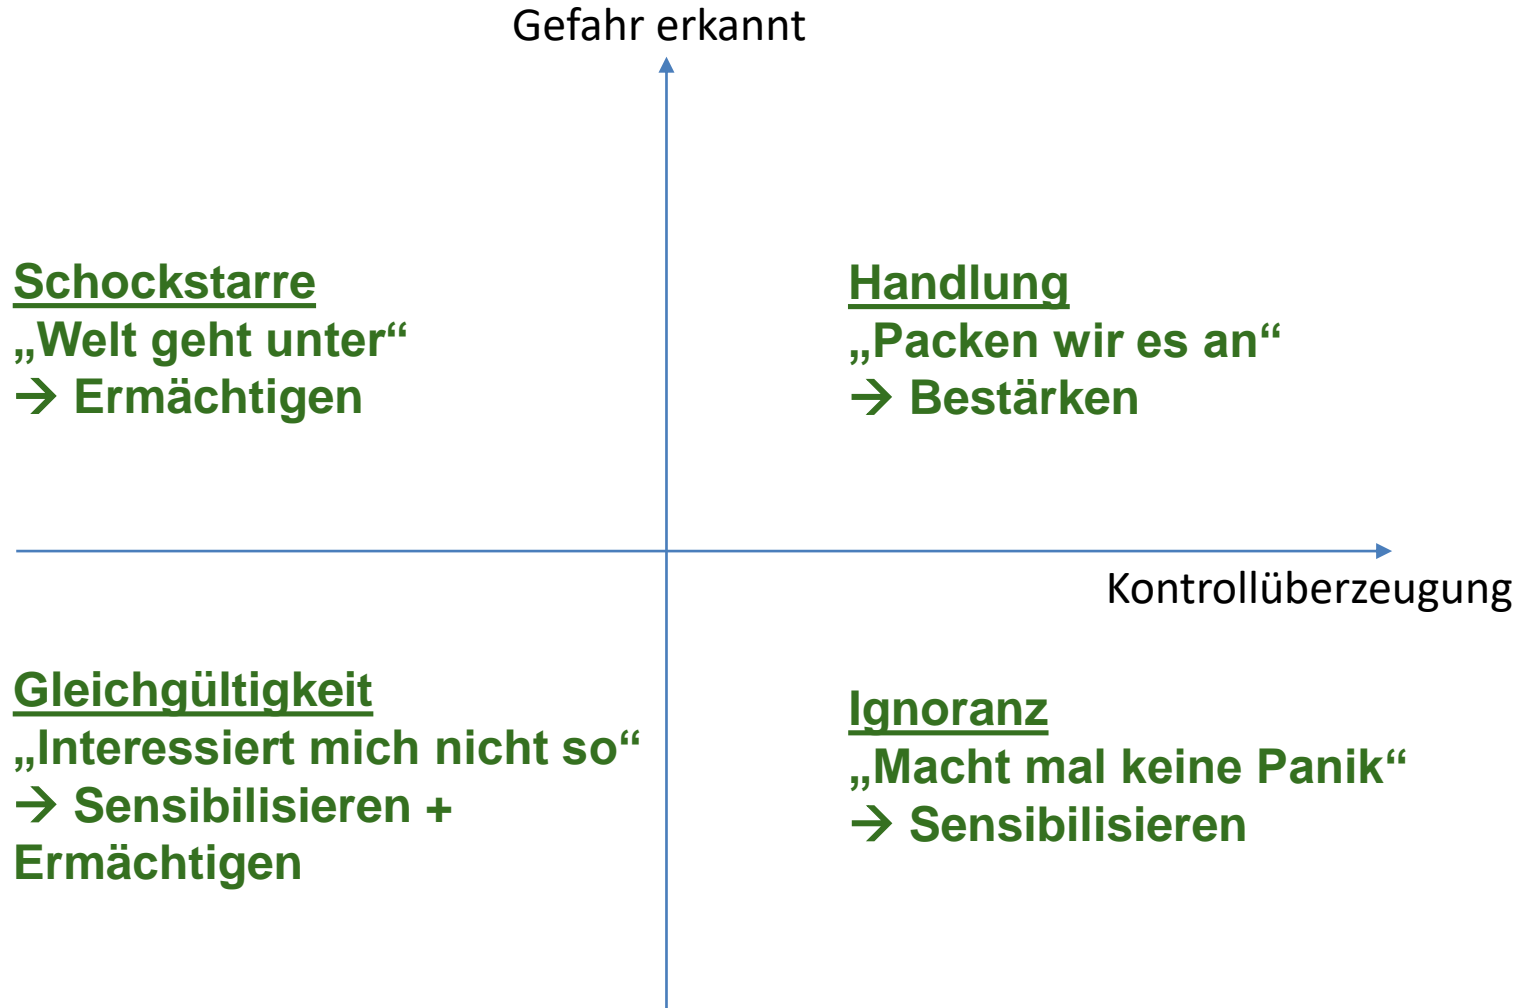 Gefahr erkannt
Schockstarre
„Welt geht unter“
→ Ermächtigen
Handlung
„Packen wir es an“
→ Bestärken
Kontrollüberzeugung
Gleichgültigkeit
„Interessiert mich nicht so“
→ Sensibilisieren +
Ermächtigen
Ignoranz
„Macht mal keine Panik“
→ Sensibilisieren